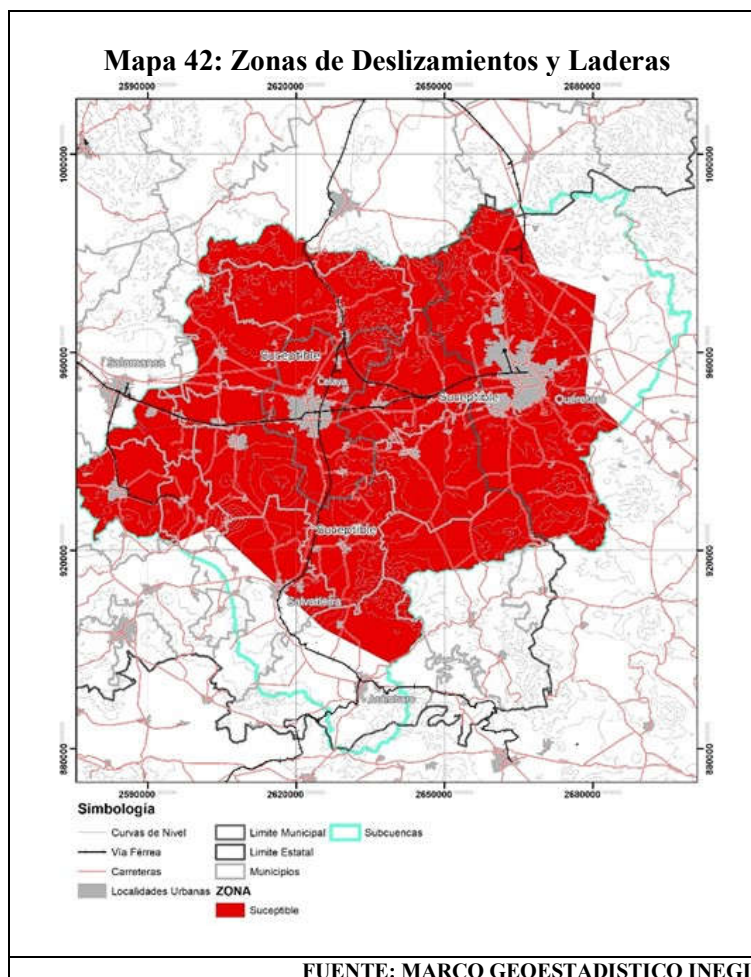 Mapa 42: Zonas de Deslizamientos y Laderas
2590000 2620000 2650000 2680000
1000000 1000000
Salamanca
Suceptible
960000 960000
Celaya
Suceptible
Querétaro
Suceptible
920000 920000
Salvatierra
880000 880000
2590000 2620000 2650000 2680000
Simbología
Curvas de Nivel
Vía Férrea
Carreteras
Localidades Urbanas
Limite Municipal
Limite Estatal
Municipios
ZONA
Suceptible
Subcuencas
FUENTE: MARCO GEOESTADISTICO INEGI